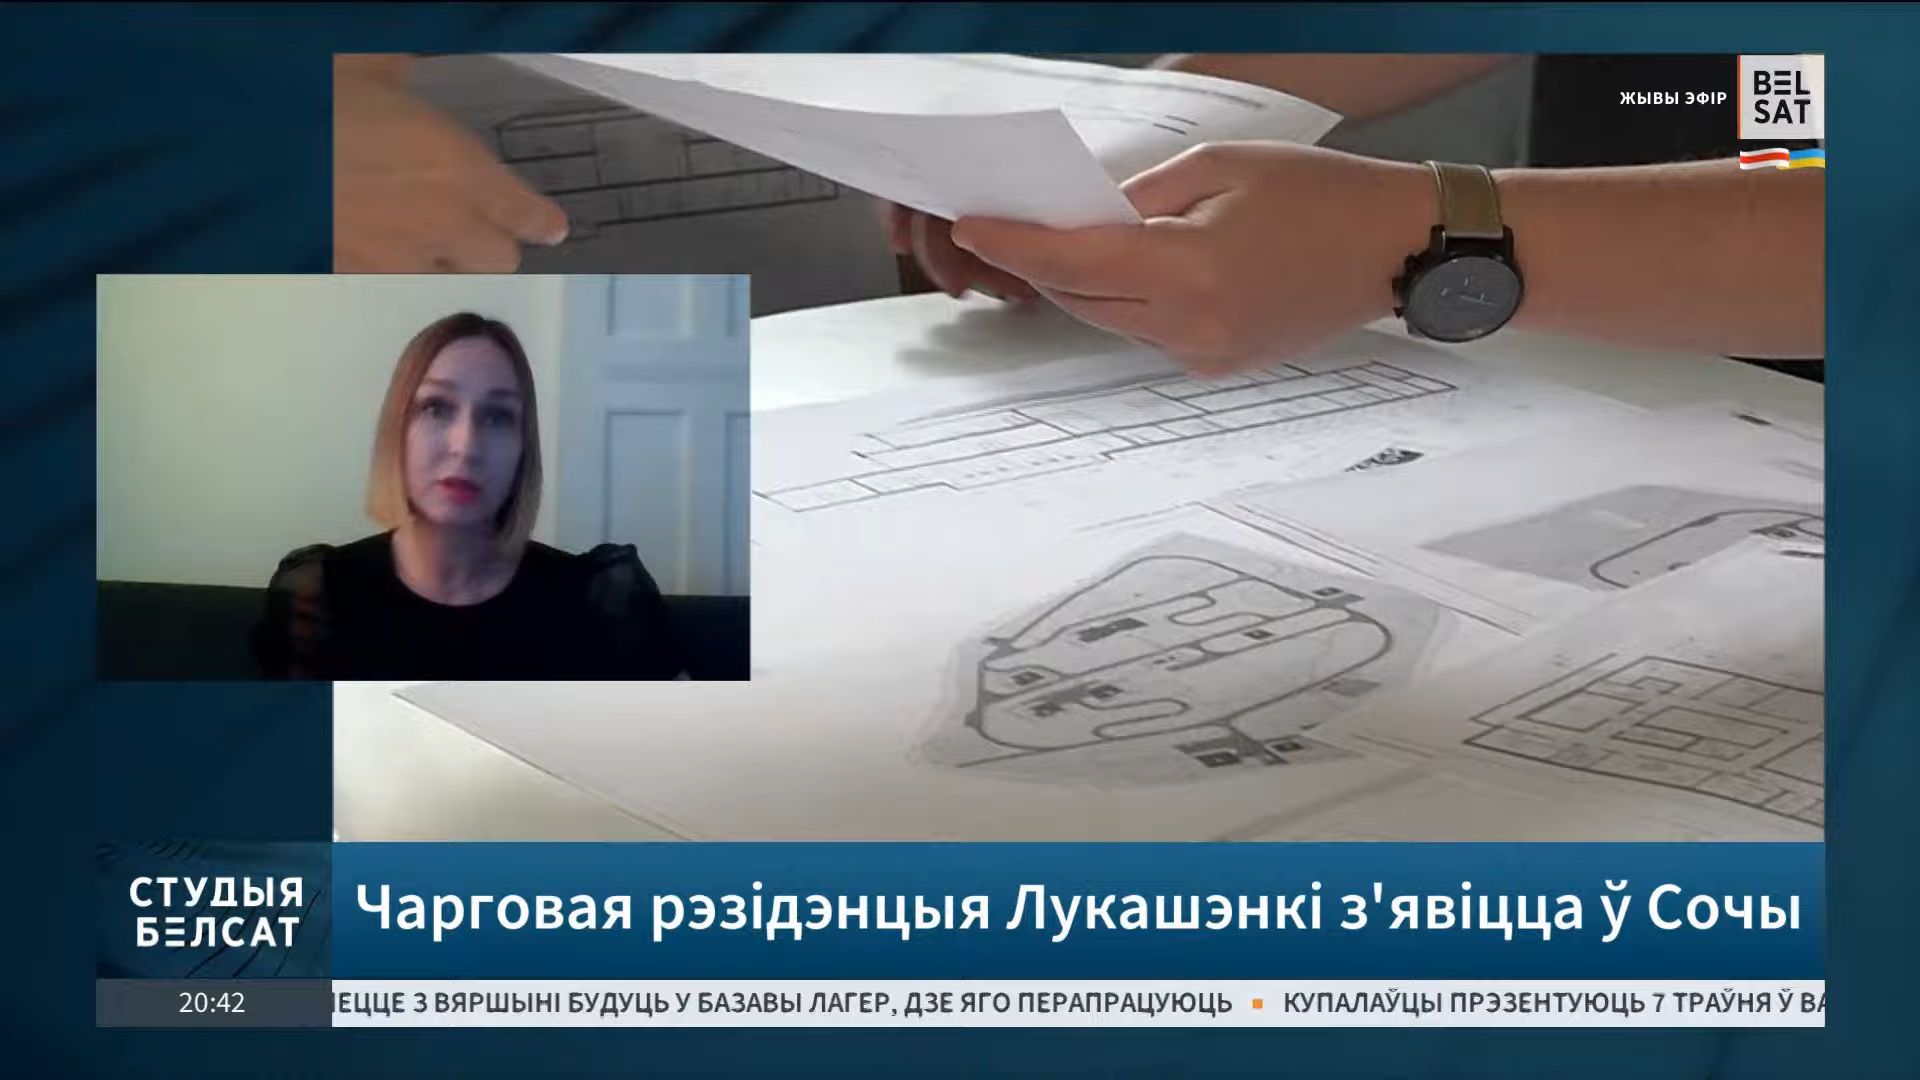 ЖЫВЫ ЭФІР
BEL
SAT
СТУДЫЯ
БЕЛСАТ
Чарговая рэзідэнцыя Лукашэнкі з'явіцца ў Сочы
20:42
З ВЯРШЫНІ БУДУЦЬ У БАЗАВЫ ЛАГЕР, ДЗЕ ЯГО ПЕРАПРАЦУЮЦЬ ▪ КУПАЛАЎЦЫ ПРЭЗЕНТУЮЦЬ 7 ТРАЎНЯ Ў